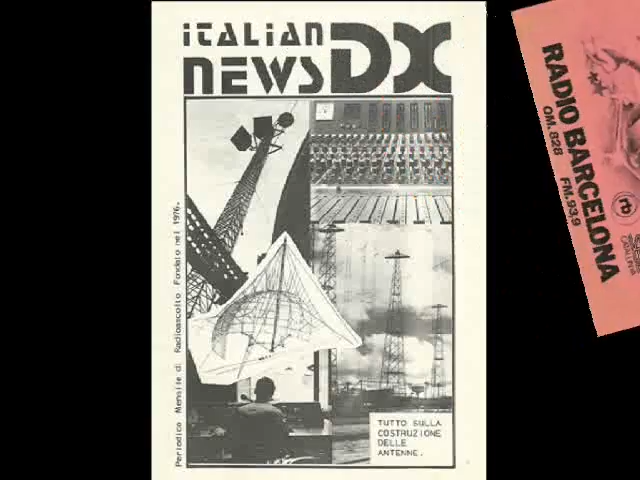 iTALiAN
NEWS DX
Periodico Mensile di Radioascolto Fondato nel 1976.
TUTTO SULLA
COSTRUZIONE
DELLE
ANTENNE.
RADIO BARCELONA
OM. 828 FM. 93,9
rb